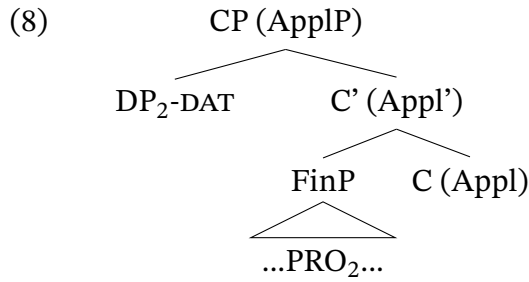 (8) CP (ApplP)
DP₂-DAT C’ (Appl’)
FinP C (Appl)
...PRO₂...